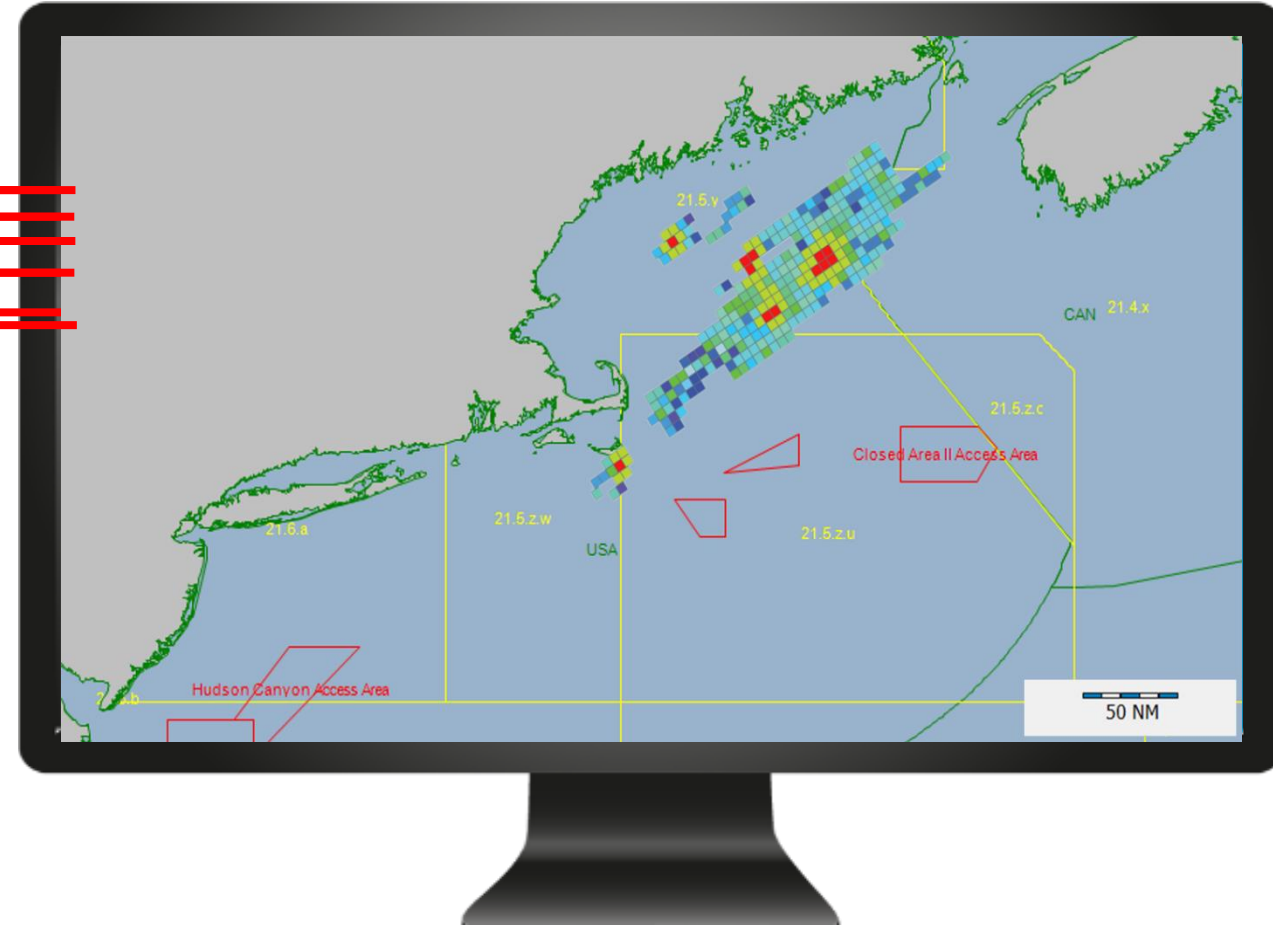 21.5.y
CAN 21.4.x
21.5.z.c
Closed Area II Access Area
21.6.a
21.5.z.w
USA
21.5.z.u
Hudson Canyon Access Area
50 NM